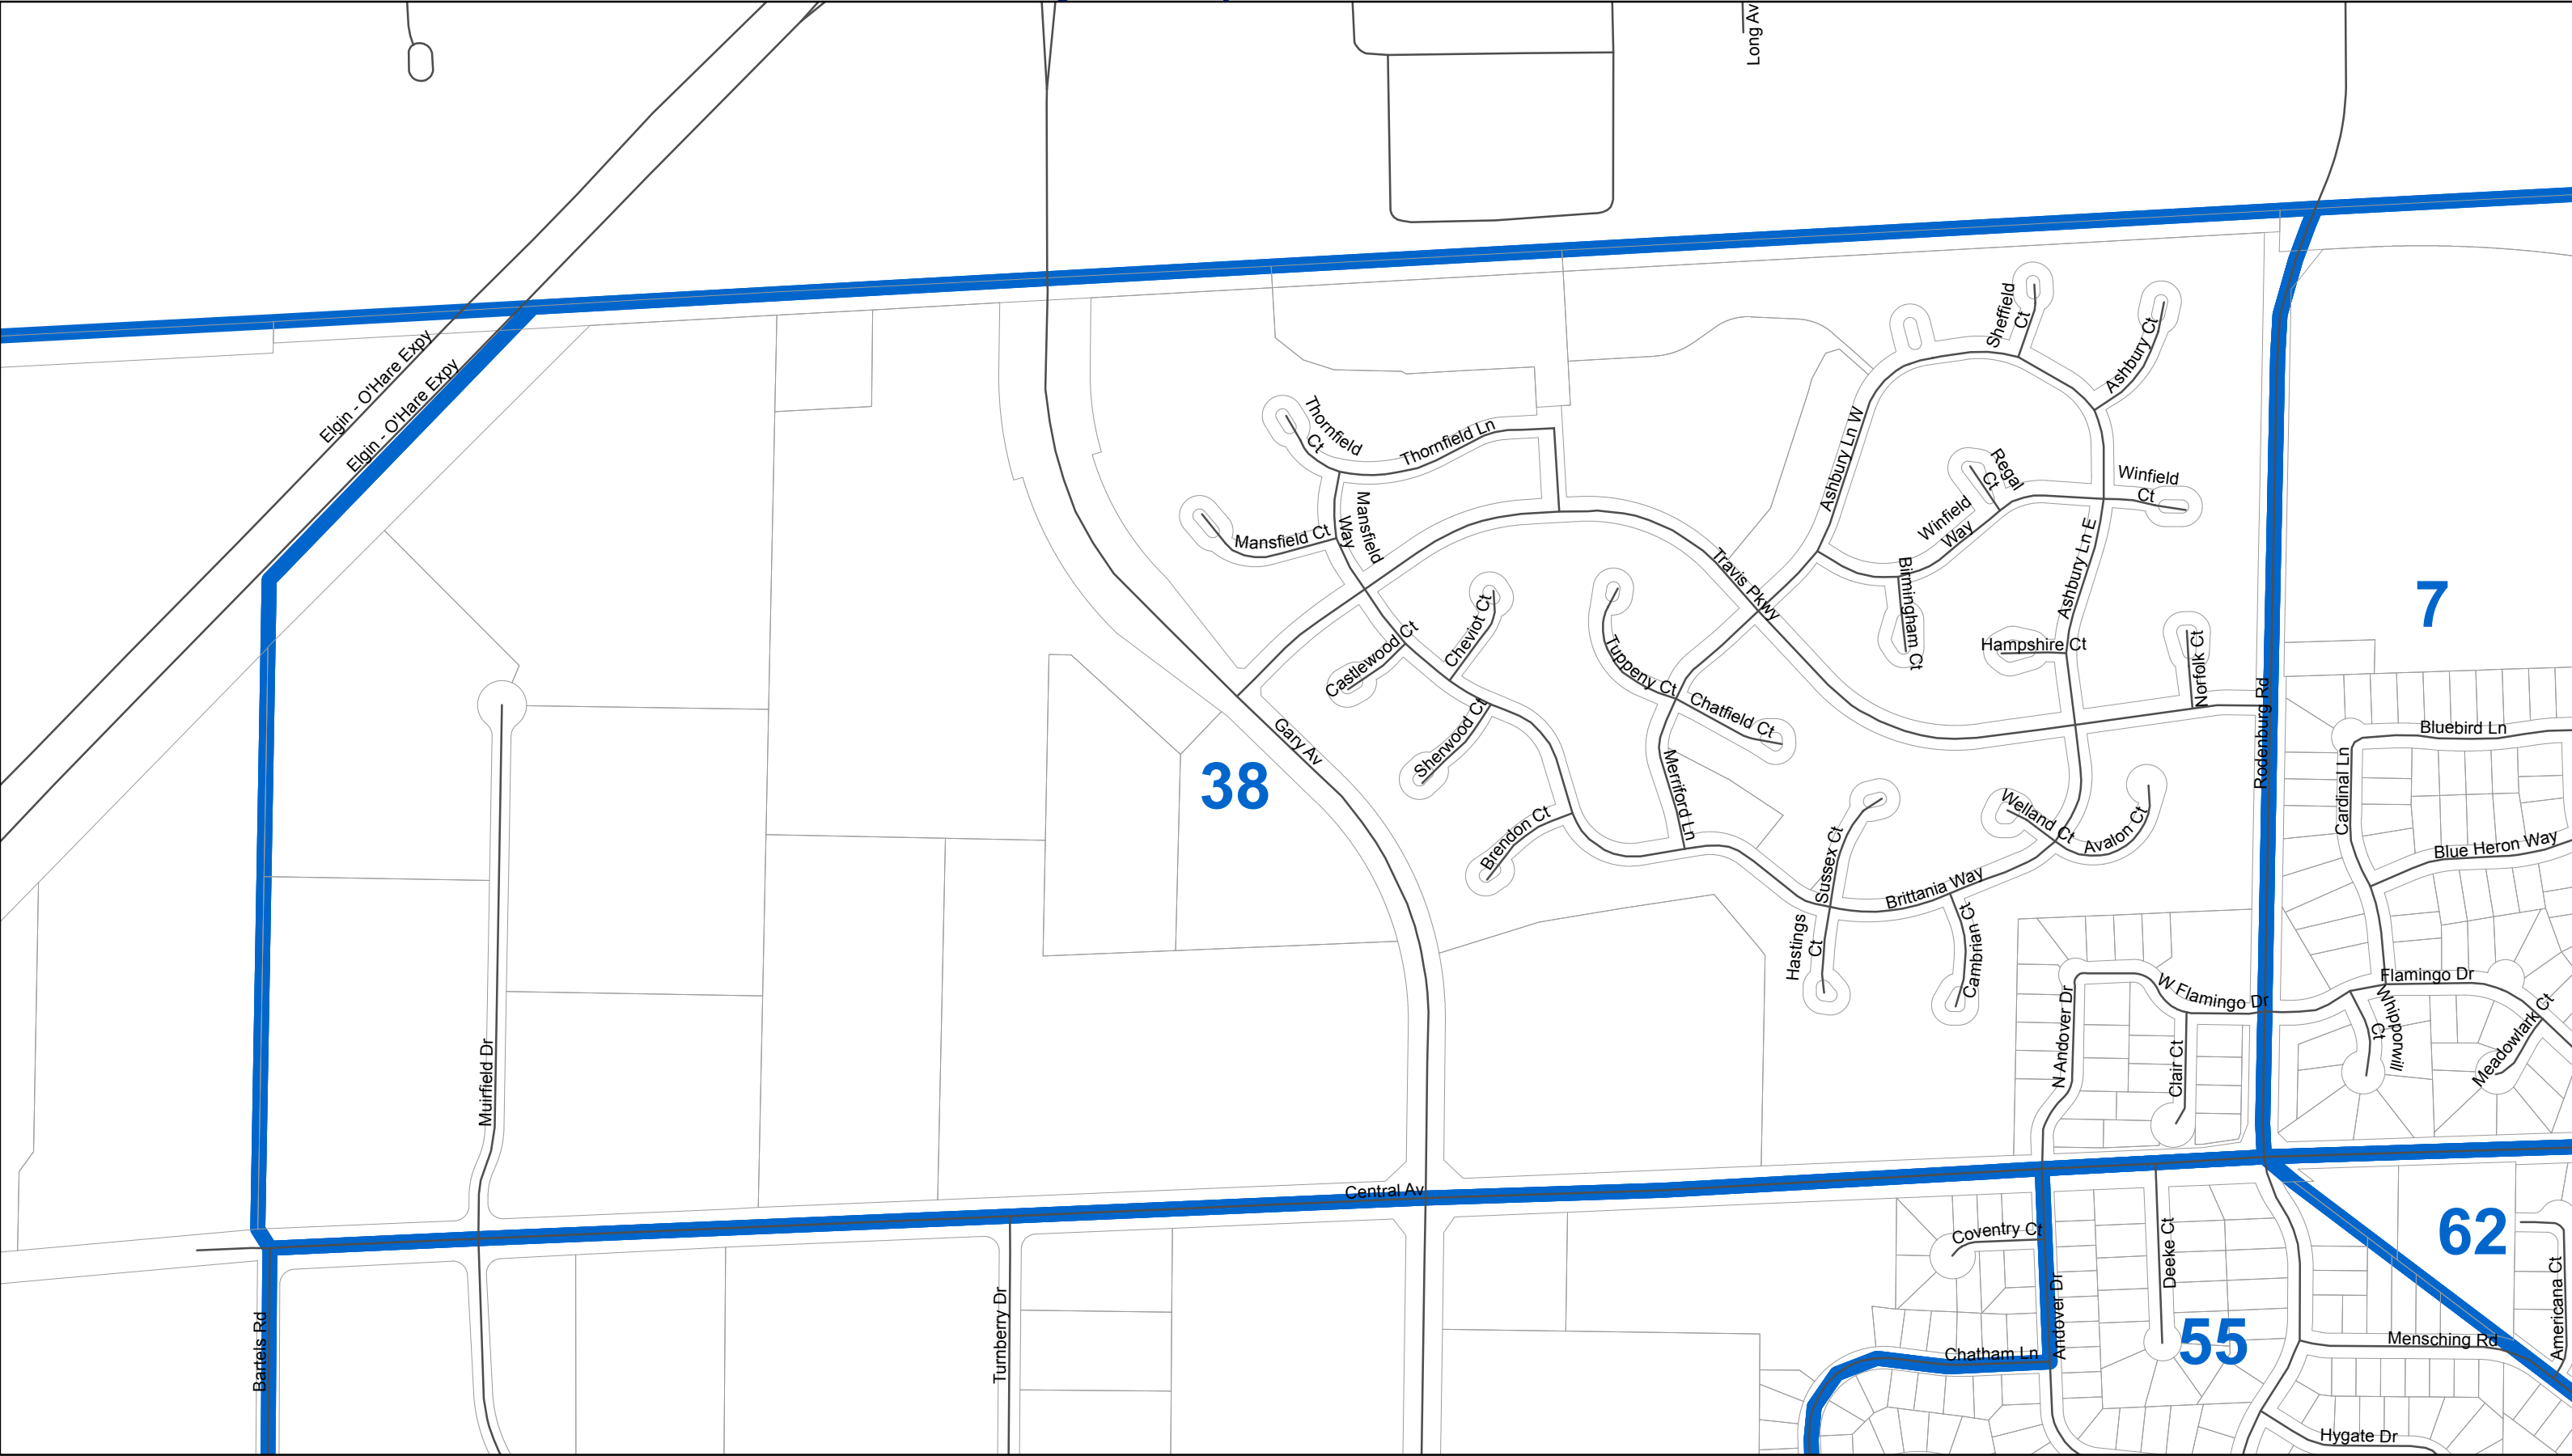 Long Av
Elgin - O'Hare Expy
Elgin - O'Hare Expy
Sheffield
Ct
Ashbury Ct
Thornfield
Ct
Thornfield Ln
Ashbury Ln W
Regal
Ct
Winfield
Ct
Mansfield
Way
Mansfield Ct
Winfield
Way
Travis Pkwy
Birmingham Ct
Ashbury Ln E
7
Castlewood Ct
Cheviot Ct
Tuppeny Ct
Hampshire Ct
Norfolk Ct
Chatfield Ct
Sherwood Ct
Gary Av
38
Merriford Ln
Rodenburg Rd
Bluebird Ln
Cardinal Ln
Brendon Ct
Sussex Ct
Welland Ct
Avalon Ct
Blue Heron Way
Brittania Way
Hastings
Ct
Cambrian Ct
W Flamingo Dr
Flamingo Dr
N Andover Dr
Clair Ct
Whipporwill
Ct
Meadowlark Ct
Muirfield Dr
Central Av
Coventry Ct
Deeke Ct
62
Bartels Rd
Turnberry Dr
Andover Dr
Americana Ct
Chatham Ln
55
Mensching Rd
Hygate Dr